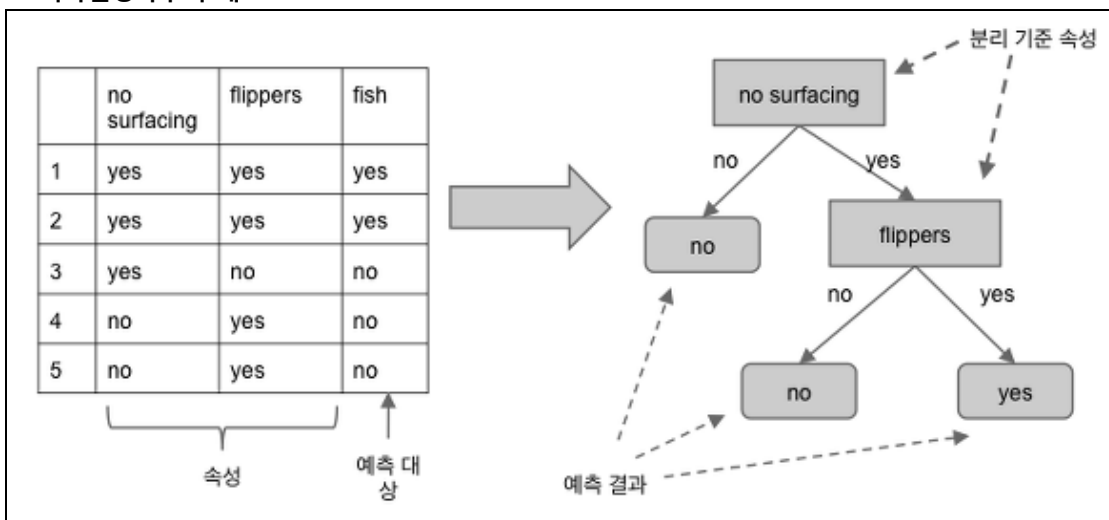 no surfacing flippers fish
1 yes yes yes
2 yes yes yes
3 yes no no
4 no yes no
5 no yes no
속성
예측 대
상
분리 기준 속성
no surfacing
no yes
no
flippers
no yes
no yes
예측 결과